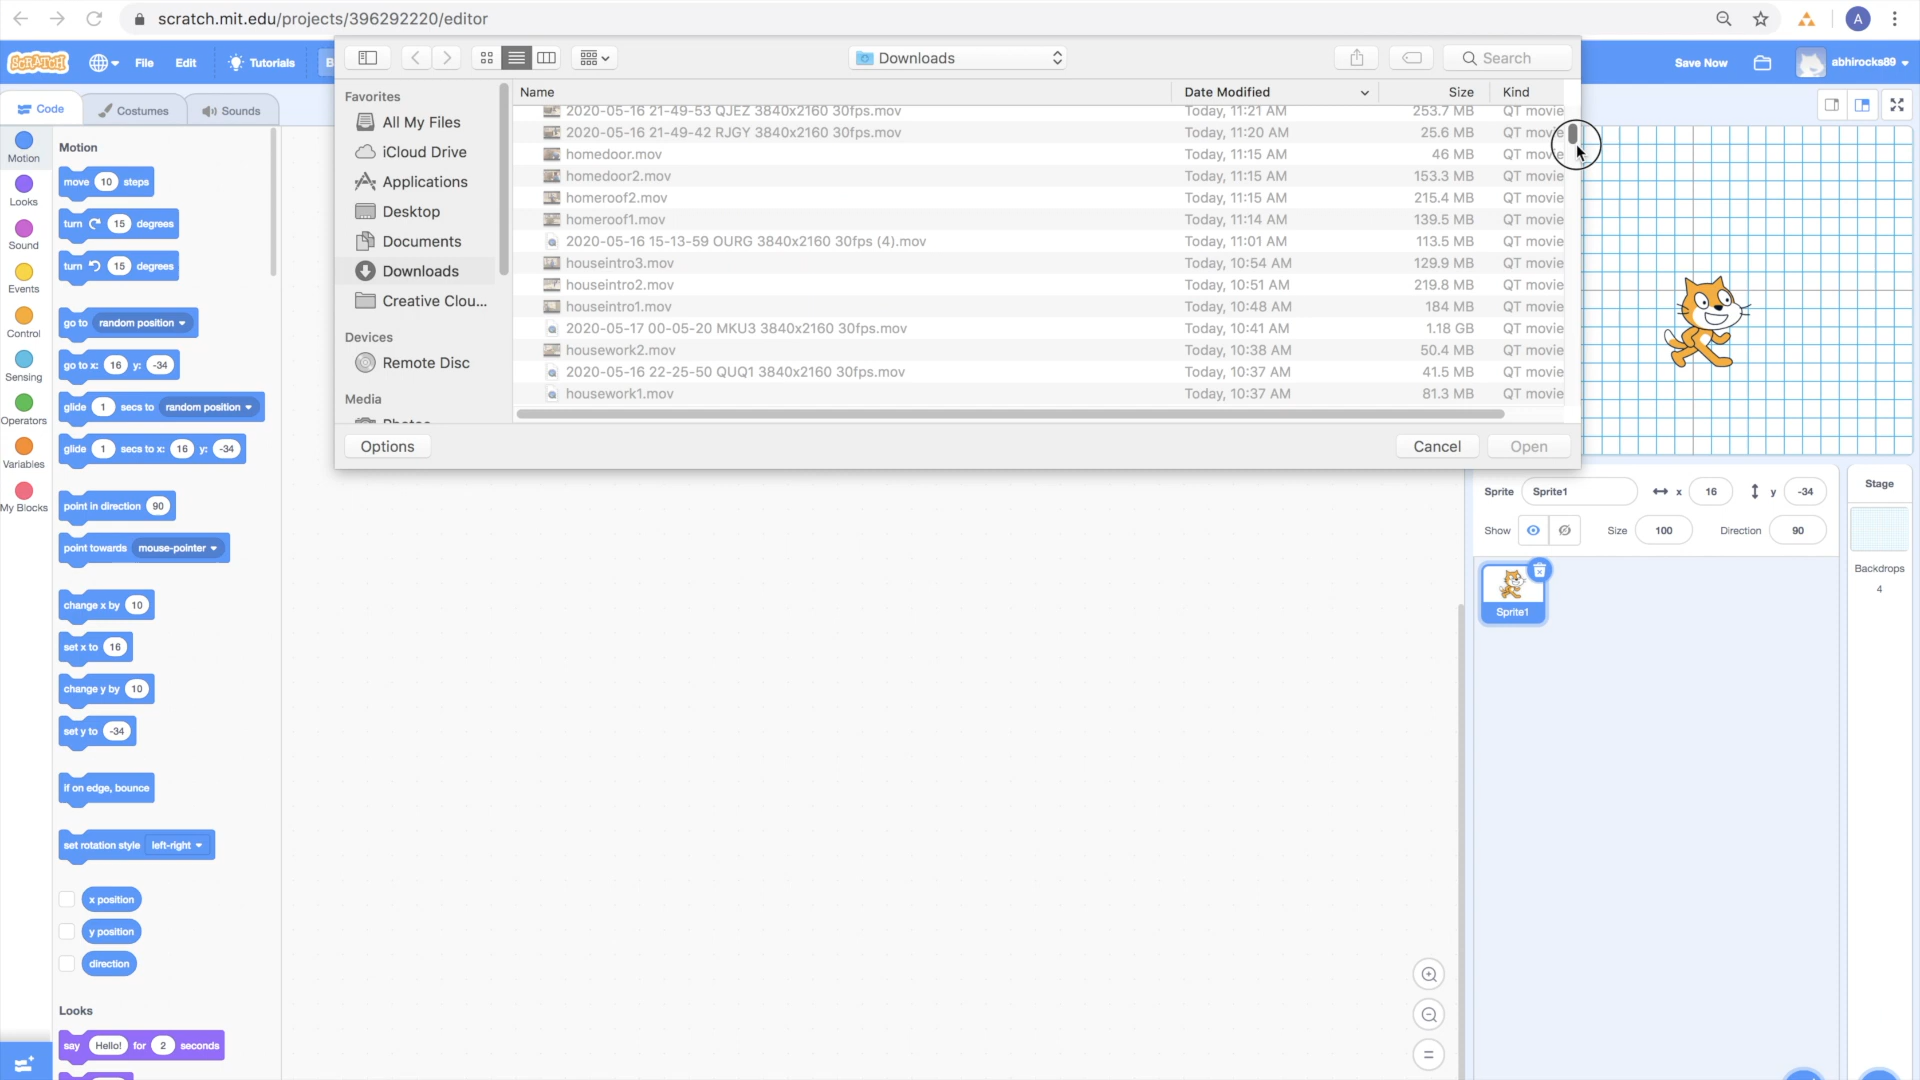 scratch.mit.edu/projects/396292220/editor
A
SCRATCH
File
Edit
Tutorials
B
Save Now
abhirocks89
Downloads
Search
Code
Costumes
Sounds
Favorites
All My Files
iCloud Drive
Applications
Desktop
Documents
Downloads
Creative Clou...
Devices
Remote Disc
Media
Photos
Name Date Modified Size Kind
2020-05-16 21-49-53 QJEZ 3840x2160 30fps.mov Today, 11:21 AM 253.7 MB QT movie
2020-05-16 21-49-42 RJGY 3840x2160 30fps.mov Today, 11:20 AM 25.6 MB QT movie
homedoor.mov Today, 11:15 AM 46 MB QT movie
homedoor2.mov Today, 11:15 AM 153.3 MB QT movie
homeroof2.mov Today, 11:15 AM 215.4 MB QT movie
homeroof1.mov Today, 11:14 AM 139.5 MB QT movie
2020-05-16 15-13-59 OURG 3840x2160 30fps (4).mov Today, 11:01 AM 113.5 MB QT movie
houseintro3.mov Today, 10:54 AM 129.9 MB QT movie
houseintro2.mov Today, 10:51 AM 219.8 MB QT movie
houseintro1.mov Today, 10:48 AM 184 MB QT movie
2020-05-17 00-05-20 MKU3 3840x2160 30fps.mov Today, 10:41 AM 1.18 GB QT movie
housework2.mov Today, 10:38 AM 50.4 MB QT movie
2020-05-16 22-25-50 QUQ1 3840x2160 30fps.mov Today, 10:37 AM 41.5 MB QT movie
housework1.mov Today, 10:37 AM 81.3 MB QT movie
Options
Cancel
Open
Motion
Looks
Sound
Events
Control
Sensing
Operators
Variables
My Blocks
Motion
move 10 steps
turn 15 degrees
turn 15 degrees
go to random position
go to x: 16 y: -34
glide 1 secs to random position
glide 1 secs to x: 16 y: -34
point in direction 90
point towards mouse-pointer
change x by 10
set x to 16
change y by 10
set y to -34
if on edge, bounce
set rotation style left-right
x position
y position
direction
Looks
say Hello! for 2 seconds
Sprite Sprite1 x 16 y -34
Show Size 100 Direction 90
Sprite1
Stage
Backdrops
4